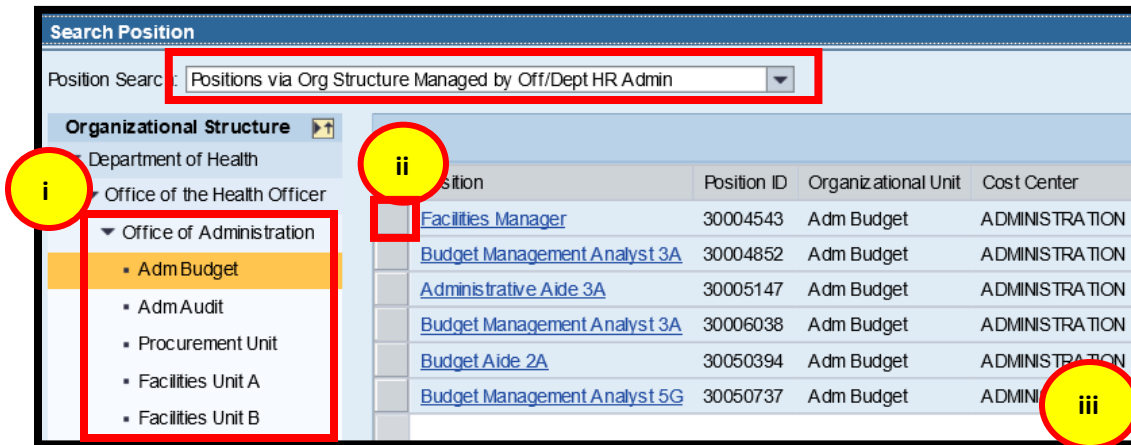 Search Position
Position Search: Positions via Org Structure Managed by Off/Dept HR Admin
Organizational Structure
Department of Health
i
Office of the Health Officer
Office of Administration
Adm Budget
Adm Audit
Procurement Unit
Facilities Unit A
Facilities Unit B
ii
Position Position ID Organizational Unit Cost Center
Facilities Manager 30004543 Adm Budget ADMINISTRATION
Budget Management Analyst 3A 30004852 Adm Budget ADMINISTRATION
Administrative Aide 3A 30005147 Adm Budget ADMINISTRATION
Budget Management Analyst 3A 30006038 Adm Budget ADMINISTRATION
Budget Aide 2A 30050394 Adm Budget ADMINISTRATION
Budget Management Analyst 5G 30050737 Adm Budget ADMINI
iii